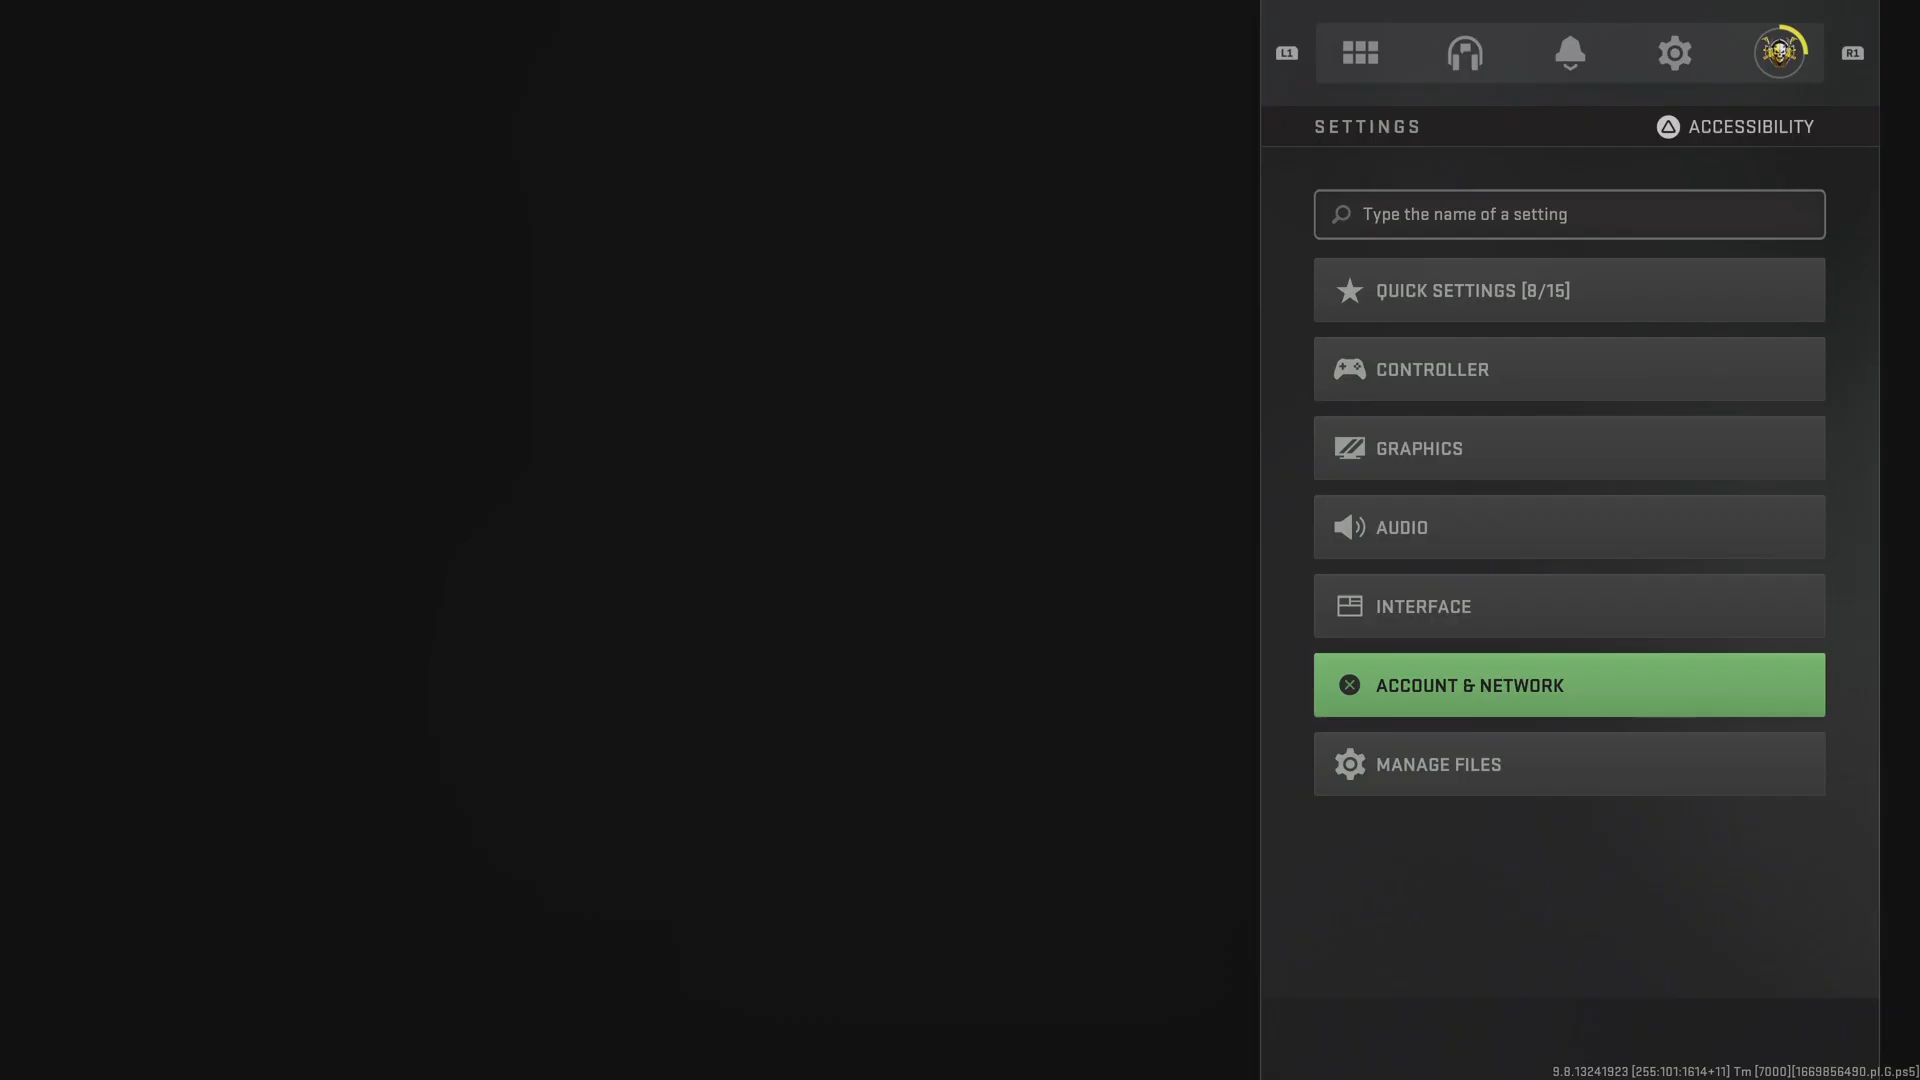 L1
R1
SETTINGS
ACCESSIBILITY
Type the name of a setting
QUICK SETTINGS [8/15]
CONTROLLER
GRAPHICS
AUDIO
INTERFACE
ACCOUNT & NETWORK
MANAGE FILES
9.8.13241923 [255:101:1614+11] Tm [7000][1669856490.pl.G.ps5]